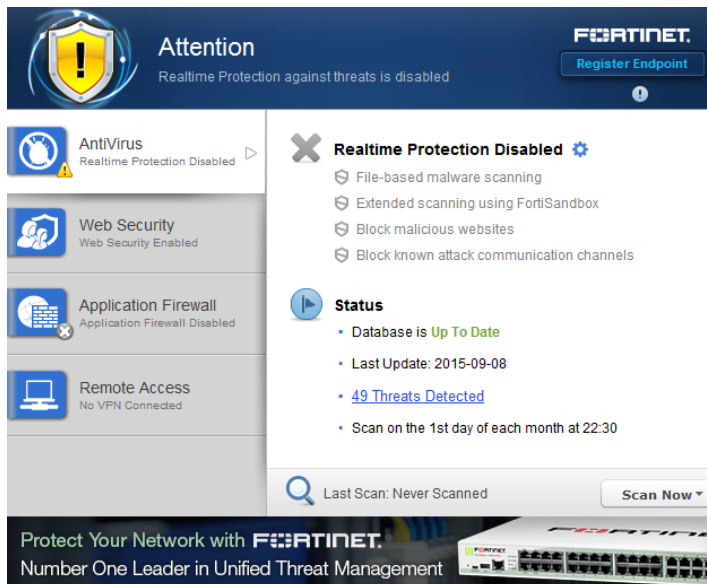 Attention
Realtime Protection against threats is disabled
FORTINET.
Register Endpoint
AntiVirus
Realtime Protection Disabled
Web Security
Web Security Enabled
Application Firewall
Application Firewall Disabled
Remote Access
No VPN Connected
Realtime Protection Disabled
File-based malware scanning
Extended scanning using FortiSandbox
Block malicious websites
Block known attack communication channels
Status
• Database is Up To Date
• Last Update: 2015-09-08
• 49 Threats Detected
• Scan on the 1st day of each month at 22:30
Last Scan: Never Scanned
Scan Now
Protect Your Network with FORTINET.
Number One Leader in Unified Threat Management
FORTINET